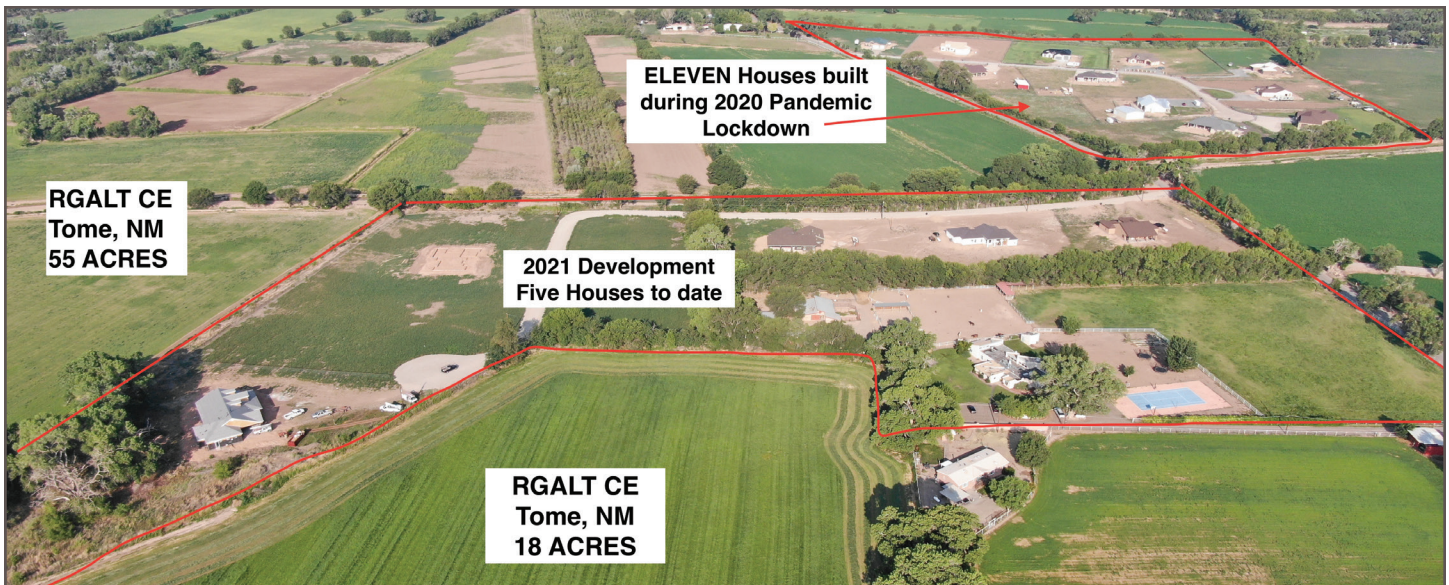 ELEVEN Houses built
during 2020 Pandemic
Lockdown
RGALT CE
Tome, NM
55 ACRES
2021 Development
Five Houses to date
RGALT CE
Tome, NM
18 ACRES